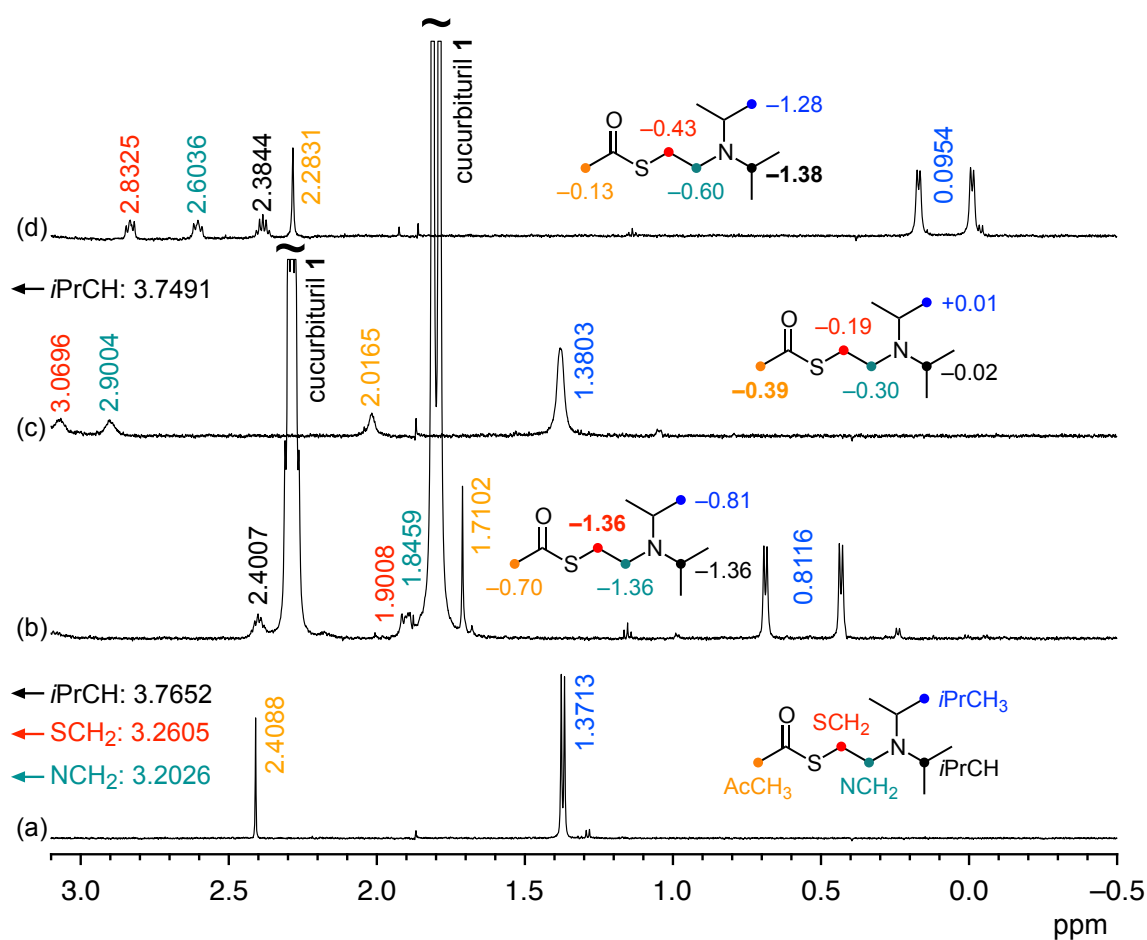 ~
cucurbituril 1
2.8325
2.6036
2.3844
2.2831
0.0954
(d)
O
S
N
–0.13
–0.43
–0.60
–1.28
–1.38
iPrCH: 3.7491
~
cucurbituril 1
3.0696
2.9004
2.0165
1.3803
(c)
O
S
N
–0.39
–0.19
–0.30
+0.01
–0.02
2.4007
1.9008
1.8459
1.7102
0.8116
(b)
O
S
N
–0.70
–1.36
–1.36
–0.81
–1.36
iPrCH: 3.7652
SCH₂: 3.2605
NCH₂: 3.2026
2.4088
1.3713
(a)
O
S
N
AcCH₃
SCH₂
NCH₂
iPrCH₃
iPrCH
3.0 2.5 2.0 1.5 1.0 0.5 0.0 –0.5
ppm